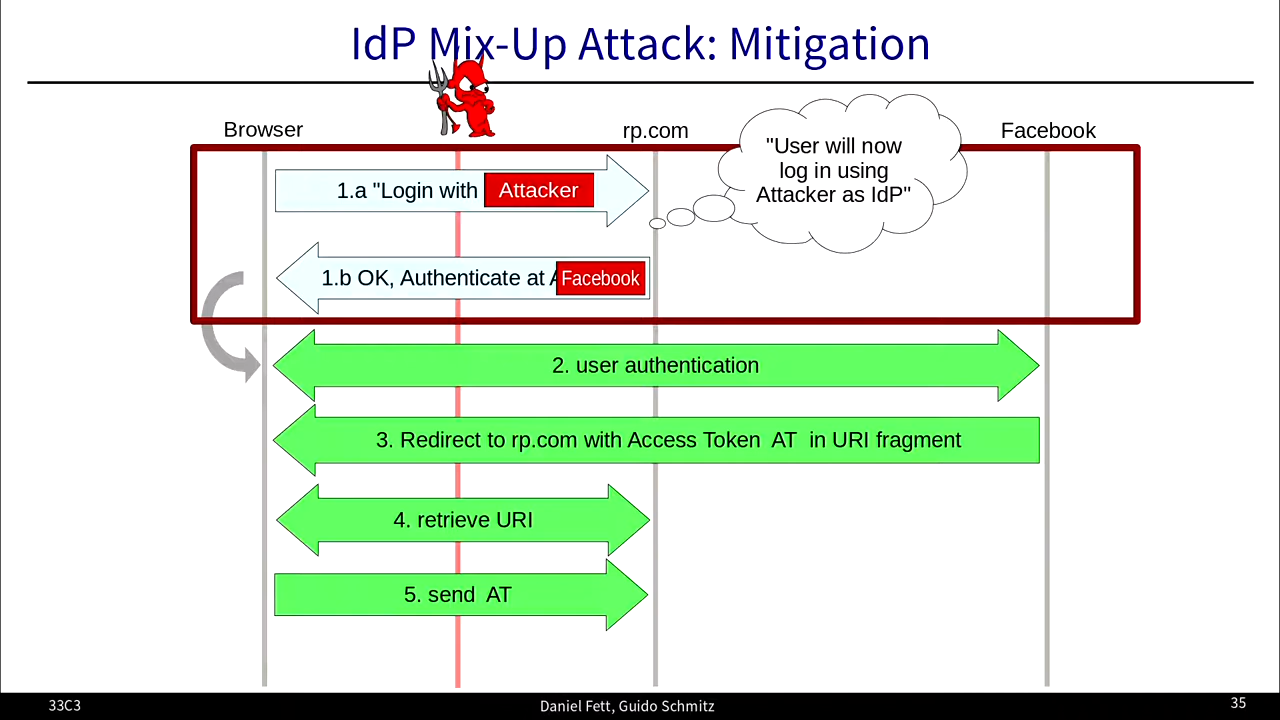 IdP Mix-Up Attack: Mitigation
Browser
rp.com
Facebook
"User will now
log in using
Attacker as IdP"
1.a "Login with Attacker
1.b OK, Authenticate at A Facebook
2. user authentication
3. Redirect to rp.com with Access Token AT in URI fragment
4. retrieve URI
5. send AT
33C3
Daniel Fett, Guido Schmitz
35